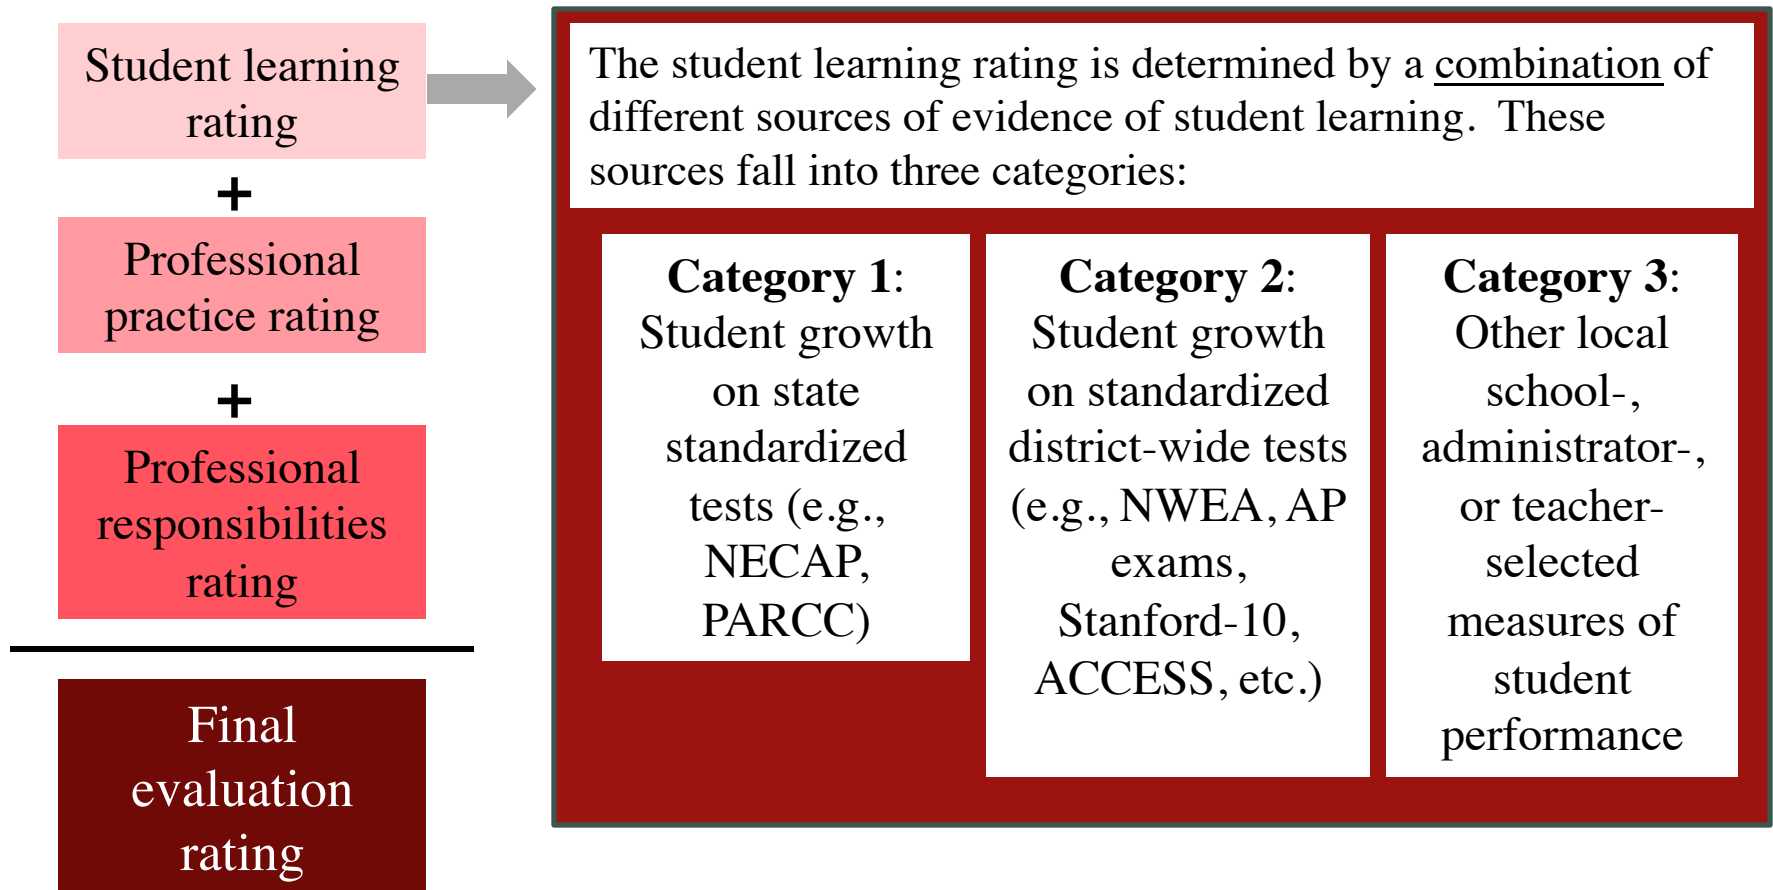 Student learning
rating
+
Professional
practice rating
+
Professional
responsibilities
rating
Final
evaluation
rating
The student learning rating is determined by a combination of
different sources of evidence of student learning.  These
sources fall into three categories:
Category 1:
Student growth
on state
standardized
tests (e.g.,
NECAP,
PARCC)
Category 2:
Student growth
on standardized
district-wide tests
(e.g., NWEA, AP
exams,
Stanford-10,
ACCESS, etc.)
Category 3:
Other local
school-,
administrator-,
or teacher-
selected
measures of
student
performance